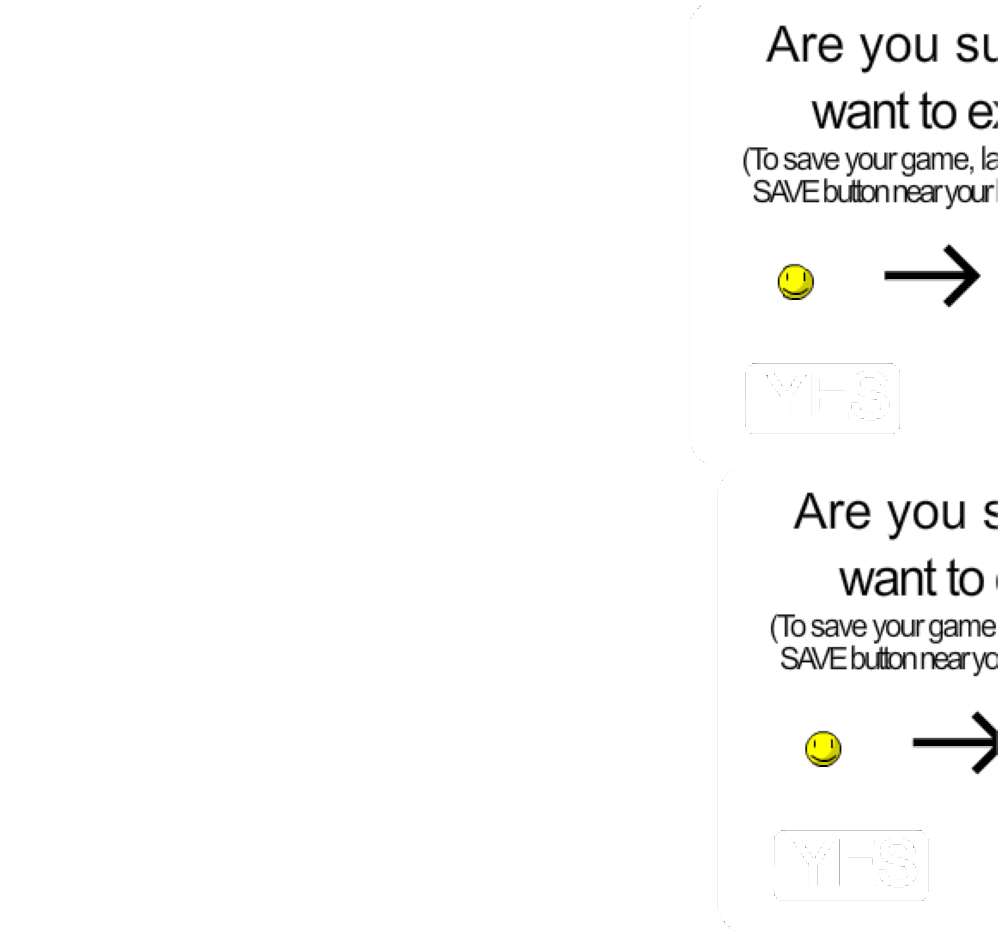 Are you su
want to ex
(To save your game, la
SAVE button near your
YES
Are you s
want to
(To save your game
SAVE button near yo
YES